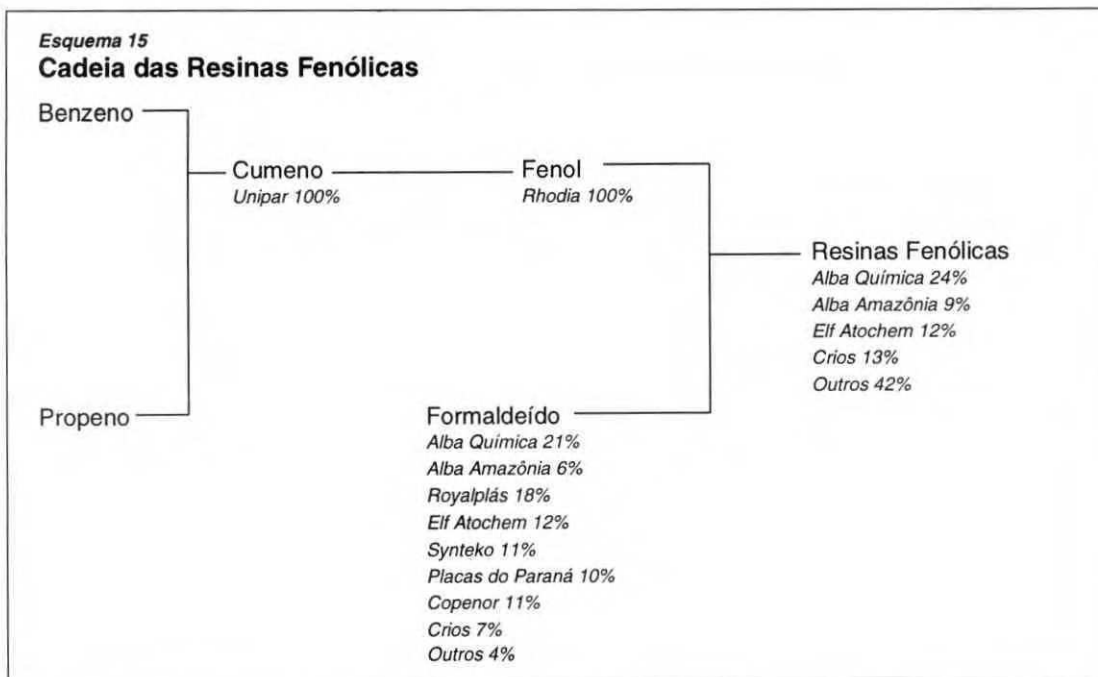 Esquema 15
Cadeia das Resinas Fenólicas
Benzeno
Cumeno
Unipar 100%
Fenol
Rhodia 100%
Resinas Fenólicas
Alba Química 24%
Alba Amazônia 9%
Elf Atochem 12%
Crios 13%
Outros 42%
Propeno
Formaldeído
Alba Química 21%
Alba Amazônia 6%
Royalplás 18%
Elf Atochem 12%
Synteko 11%
Placas do Paraná 10%
Copenor 11%
Crios 7%
Outros 4%